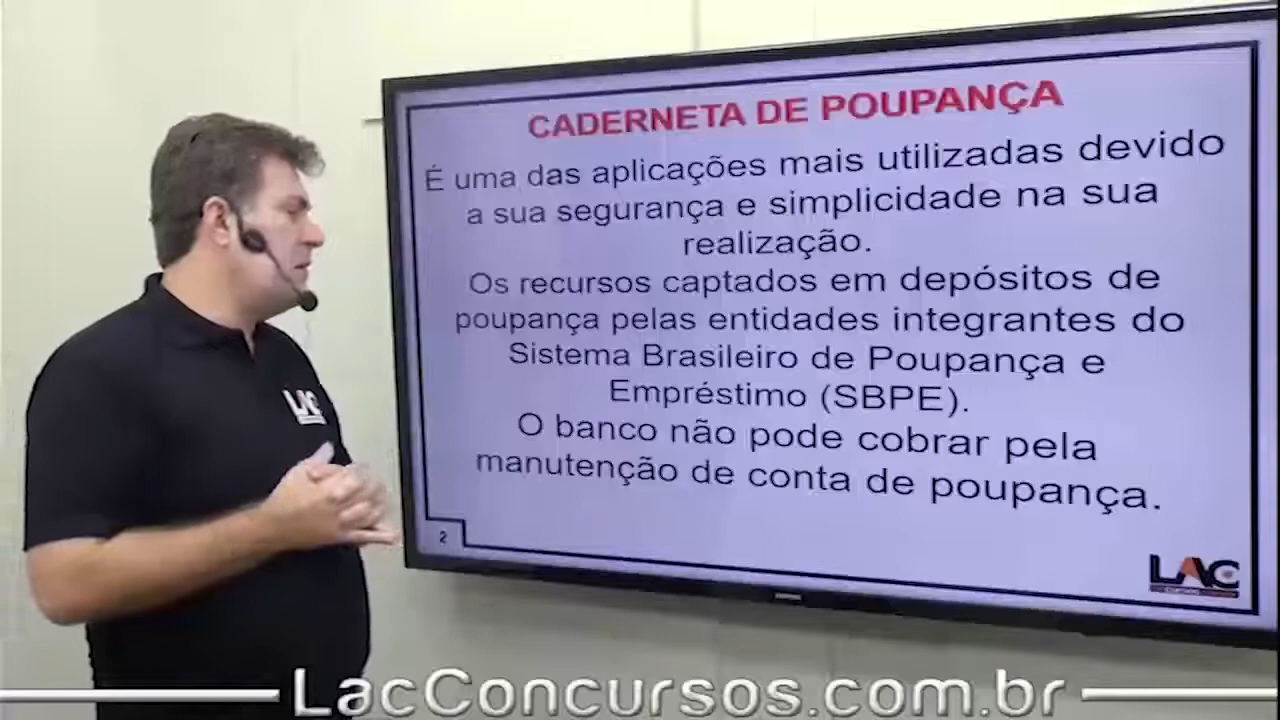 CADERNETA DE POUPANÇA
É uma das aplicações mais utilizadas devido
a sua segurança e simplicidade na sua
realização.
Os recursos captados em depósitos de
poupança pelas entidades integrantes do
Sistema Brasileiro de Poupança e
Empréstimo (SBPE).
O banco não pode cobrar pela
manutenção de conta de poupança.
2
LAC
LAC
LacConcursos.com.br